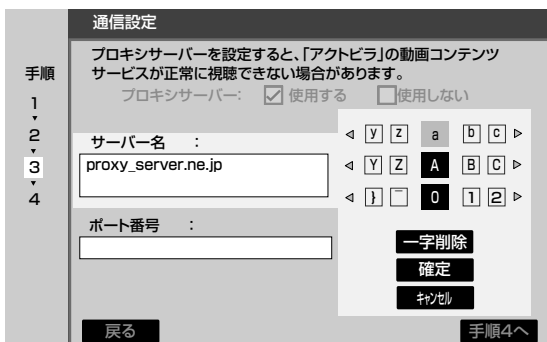 通信設定
プロキシサーバーを設定すると、「アクトビラ」の動画コンテンツ
サービスが正常に視聴できない場合があります。
プロキシサーバー: 使用する 使用しない
手順
1
2
3
4
サーバー名 :
proxy_server.ne.jp
ポート番号 :
y z a b c
Y Z A B C
} ‾ 0 1 2
一字削除
確定
キャンセル
戻る
手順4へ